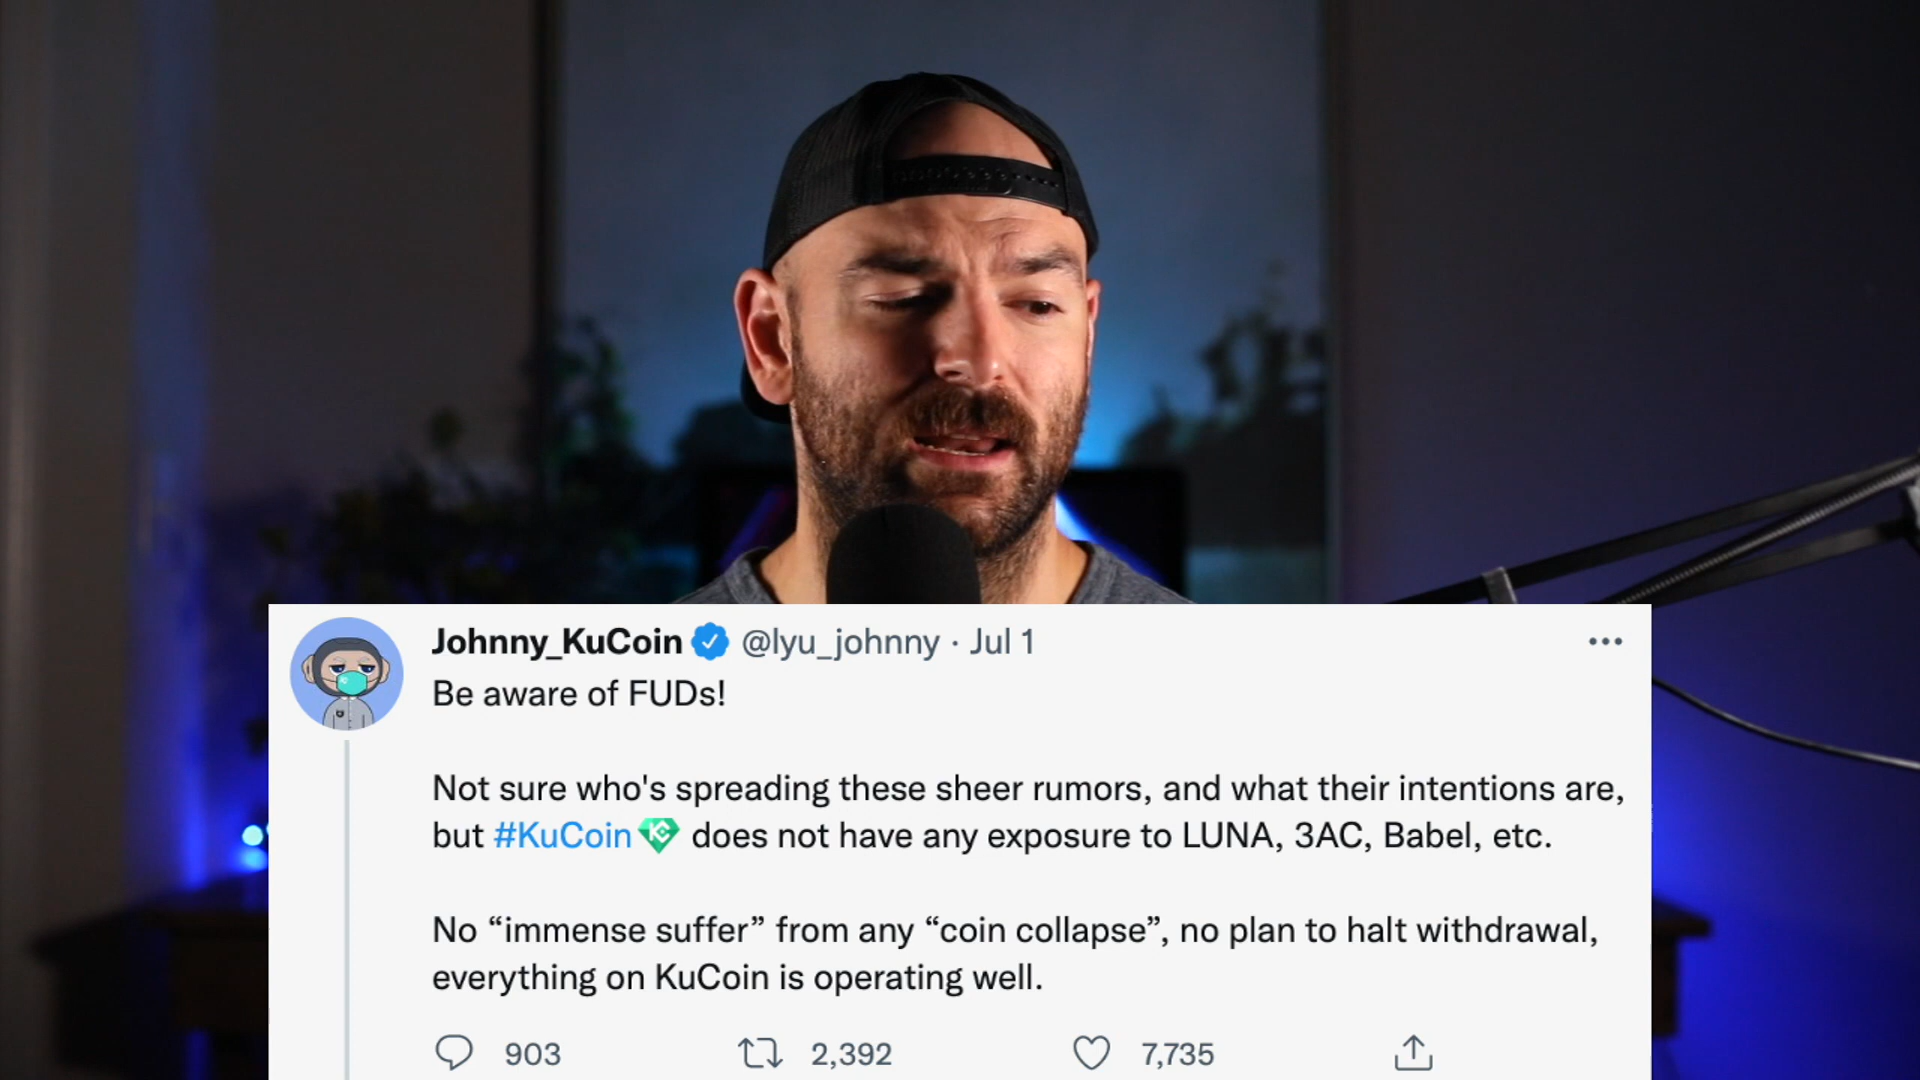 Johnny_KuCoin @lyu_johnny · Jul 1
Be aware of FUDs!
Not sure who's spreading these sheer rumors, and what their intentions are,
but #KuCoin does not have any exposure to LUNA, 3AC, Babel, etc.
No “immense suffer” from any “coin collapse”, no plan to halt withdrawal,
everything on KuCoin is operating well.
903 2,392 7,735